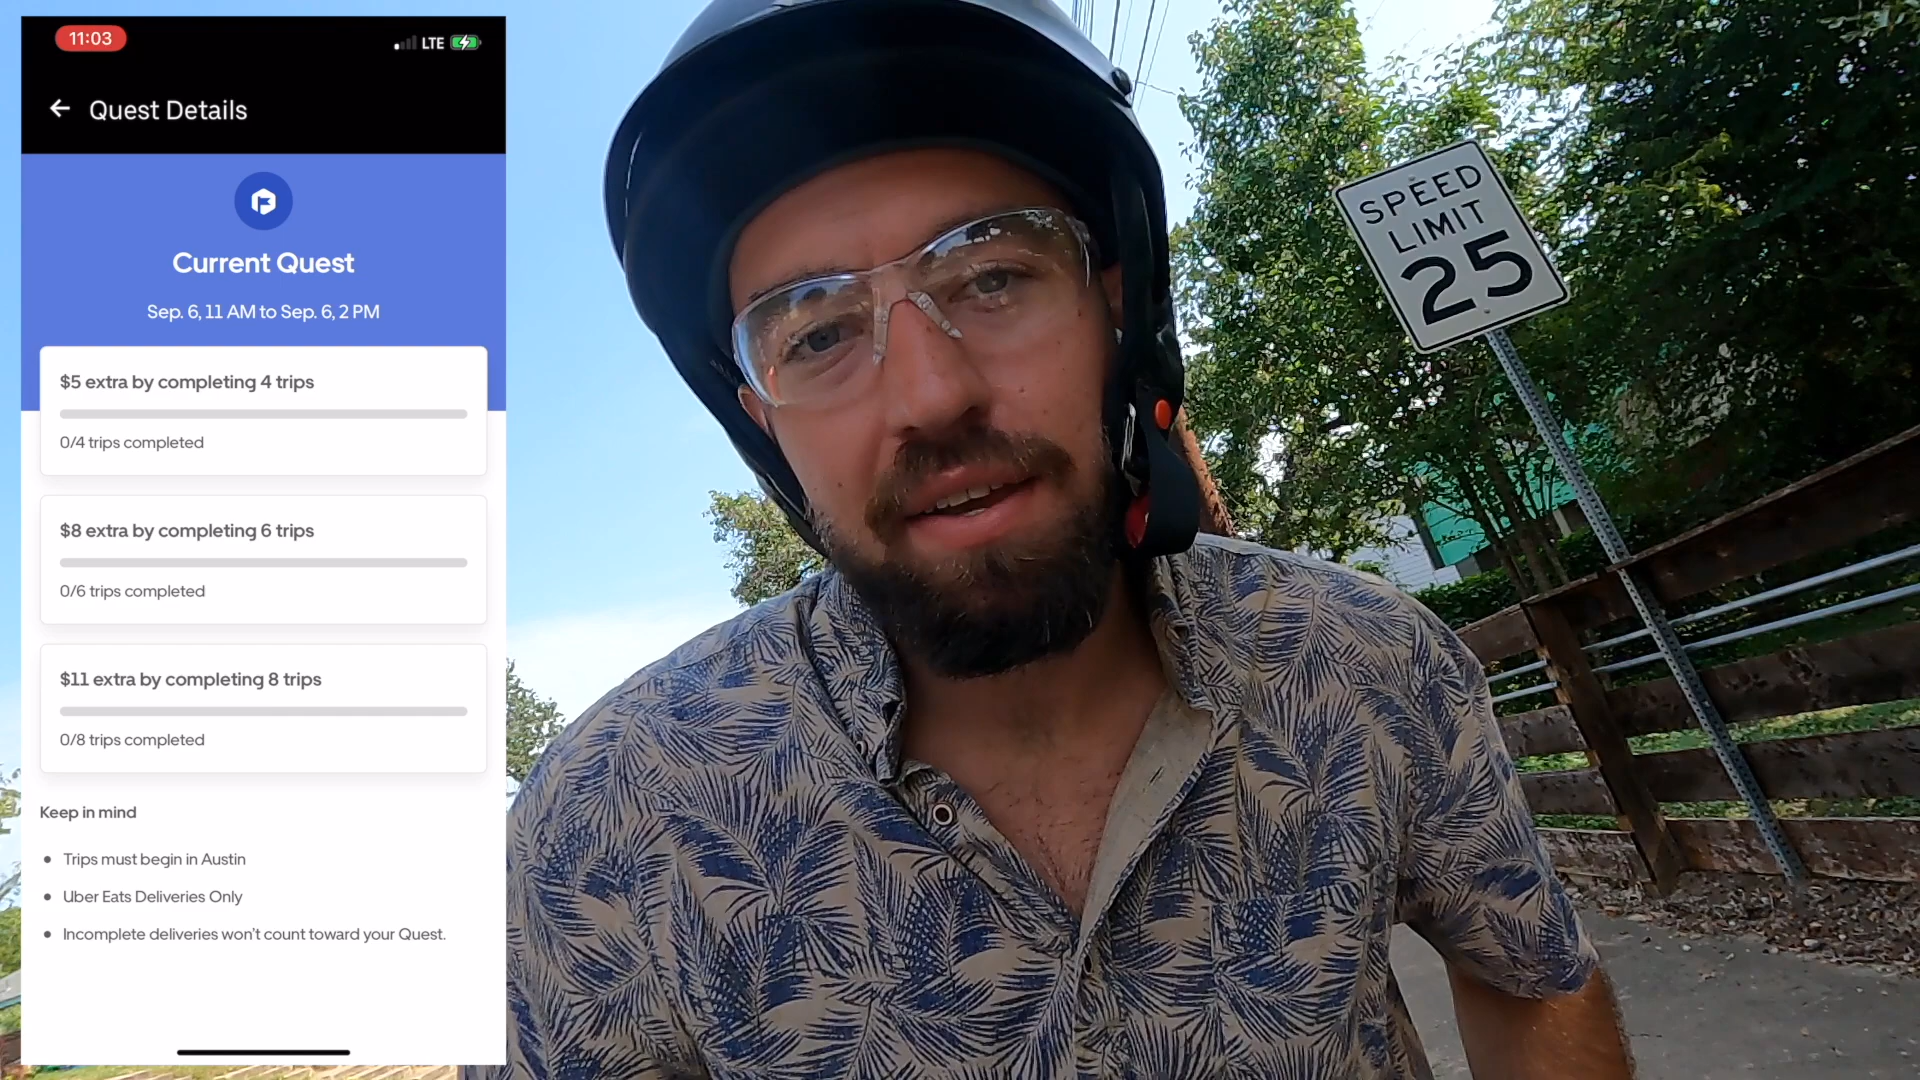 11:03
LTE
Quest Details
Current Quest
Sep. 6, 11 AM to Sep. 6, 2 PM
$5 extra by completing 4 trips
0/4 trips completed
$8 extra by completing 6 trips
0/6 trips completed
$11 extra by completing 8 trips
0/8 trips completed
Keep in mind
Trips must begin in Austin
Uber Eats Deliveries Only
Incomplete deliveries won't count toward your Quest.
SPEED
LIMIT
25